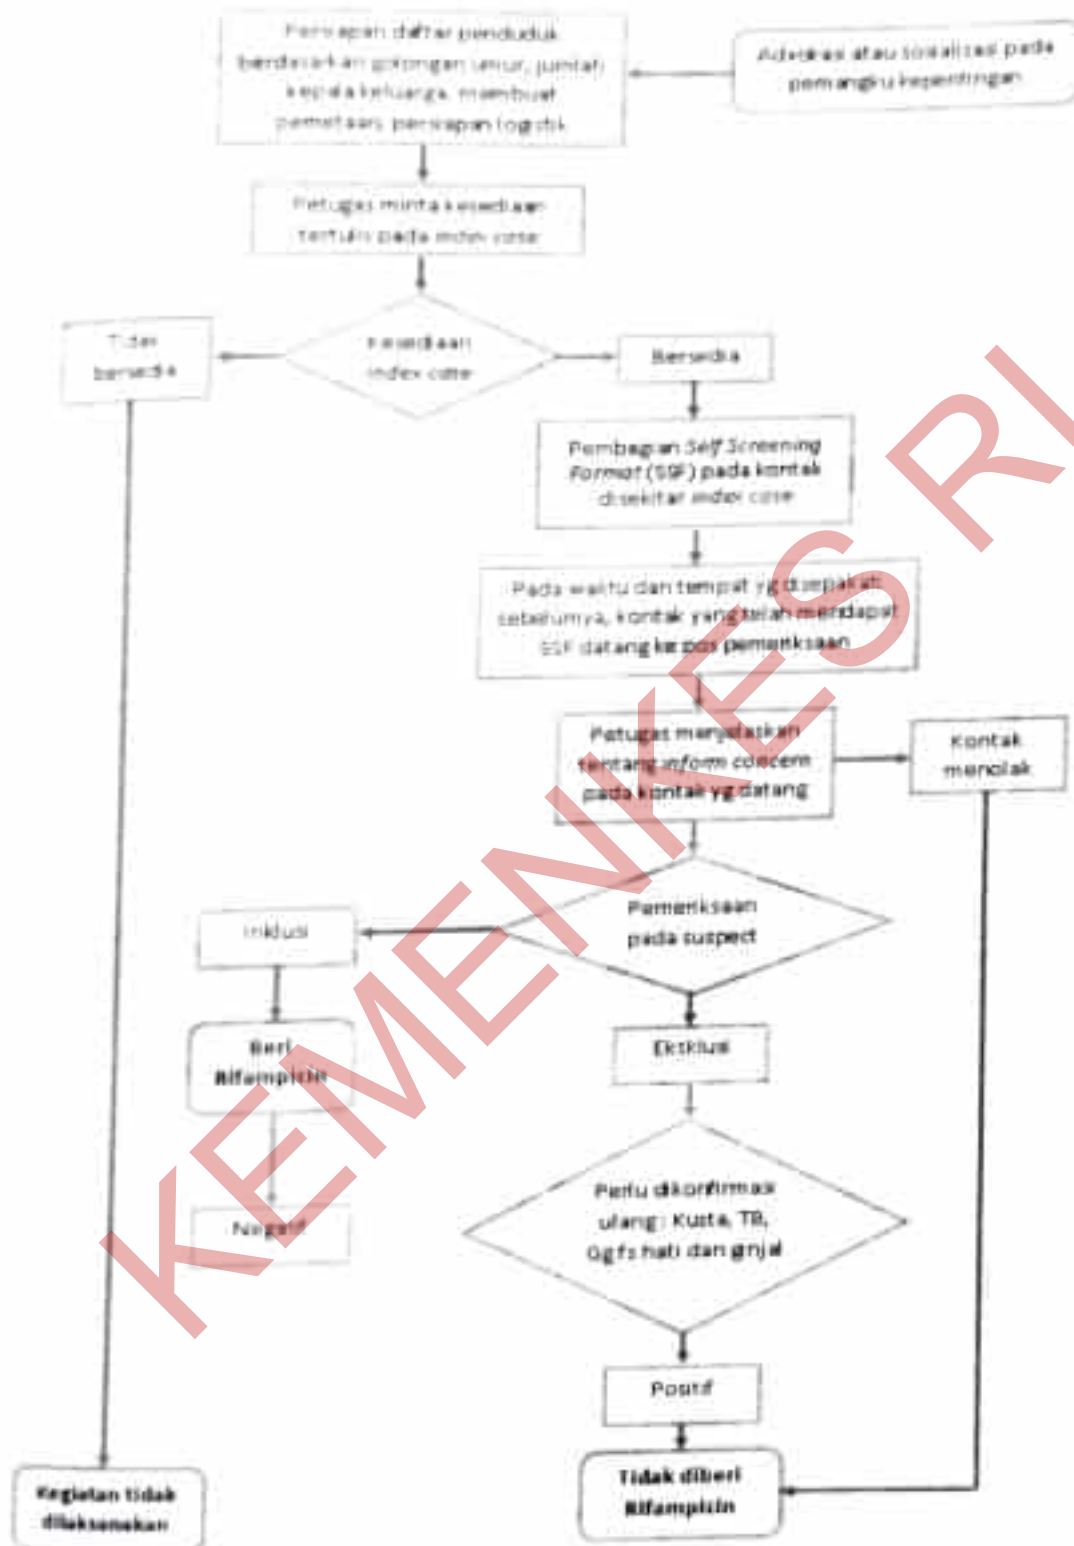 Persiapan daftar penduduk
berdasarkan golongan umur, jumlah
kepala keluarga, membuat
pemetaan, persiapan logistik
Advokasi atau sosialisasi pada
pemangku kepentingan
Petugas minta kesediaan
tertulis pada index case
Kesediaan
index case
Tidak
bersedia
Bersedia
Pembagian Self Screening
Format (SSF) pada kontak
disekitar index case
Pada waktu dan tempat yg disepakati
sebelumya, kontak yang telah mendapat
SSF datang ke pos pemeriksaan
Petugas menjelaskan
tentang inform concern
pada kontak yg datang
Kontak
menolak
Pemeriksaan
pada suspect
Inklusi
Beri
Rifampisin
Negatif
Eksklusi
Perlu dikonfirmasi
ulang: Kusta, TB,
Ggfs hati dan ginjal
Positif
Tidak diberi
Rifampisin
Kegiatan tidak
dilaksanakan
KEMENKES RI